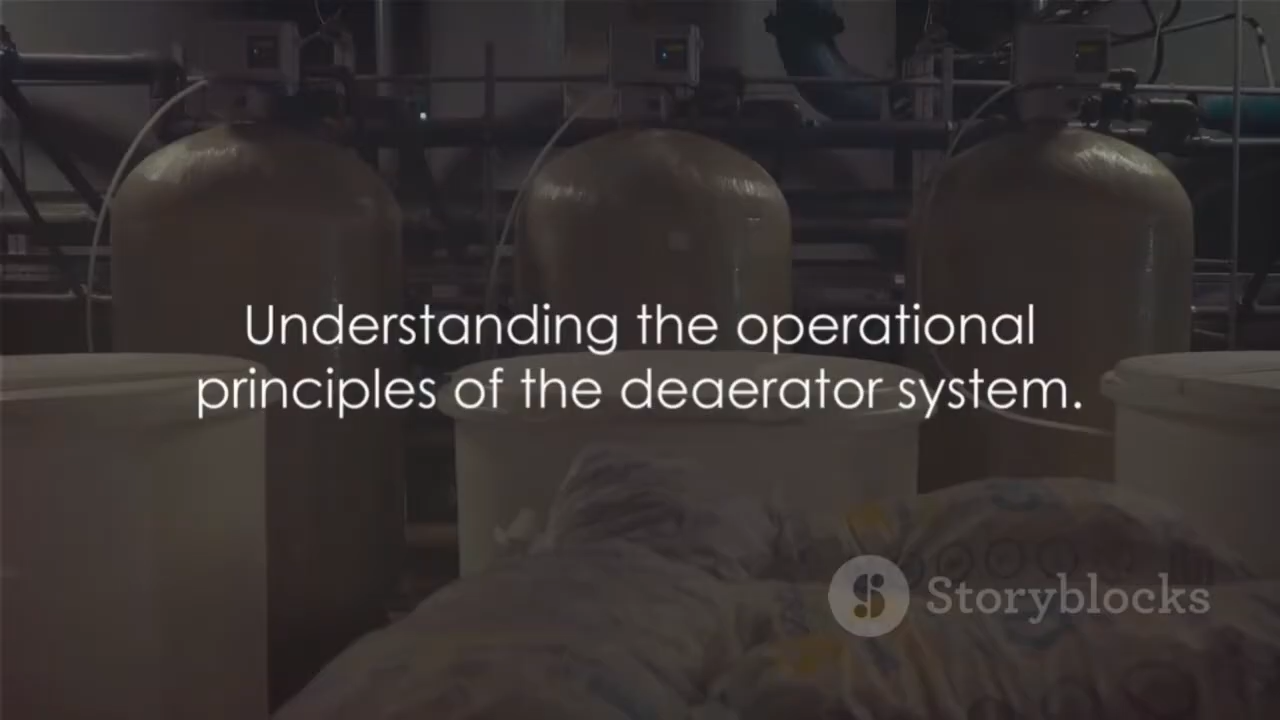 Understanding the operational
principles of the deaerator system.
Storyblocks